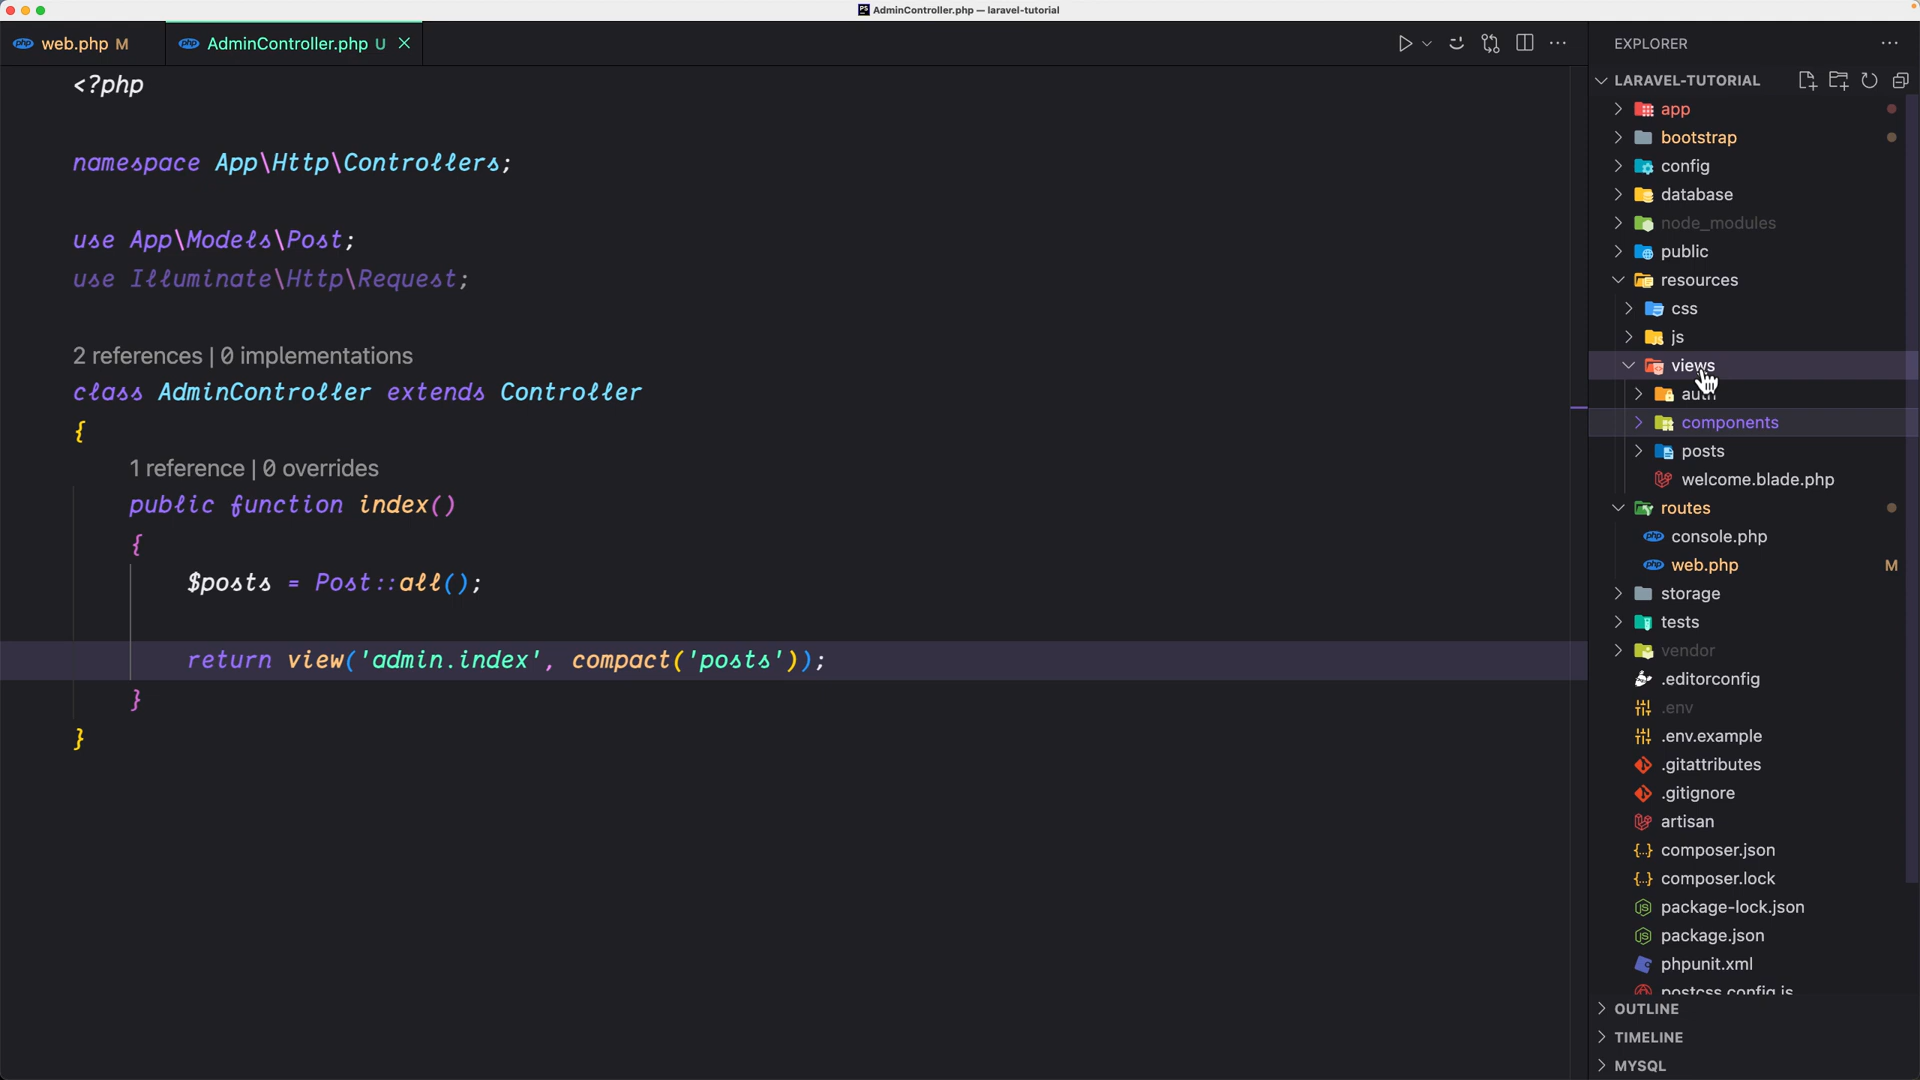 AdminController.php — laravel-tutorial
web.php M
AdminController.php U
<?php
namespace App\Http\Controllers;
use App\Models\Post;
use Illuminate\Http\Request;
2 references | 0 implementations
class AdminController extends Controller
{
1 reference | 0 overrides
public function index()
{
$posts = Post::all();
return view('admin.index', compact('posts'));
}
}
EXPLORER
LARAVEL-TUTORIAL
app
bootstrap
config
database
node_modules
public
resources
css
js
views
auth
components
posts
welcome.blade.php
routes
console.php
web.php M
storage
tests
vendor
.editorconfig
.env
.env.example
.gitattributes
.gitignore
artisan
composer.json
composer.lock
package-lock.json
package.json
phpunit.xml
postcss.config.js
OUTLINE
TIMELINE
MYSQL